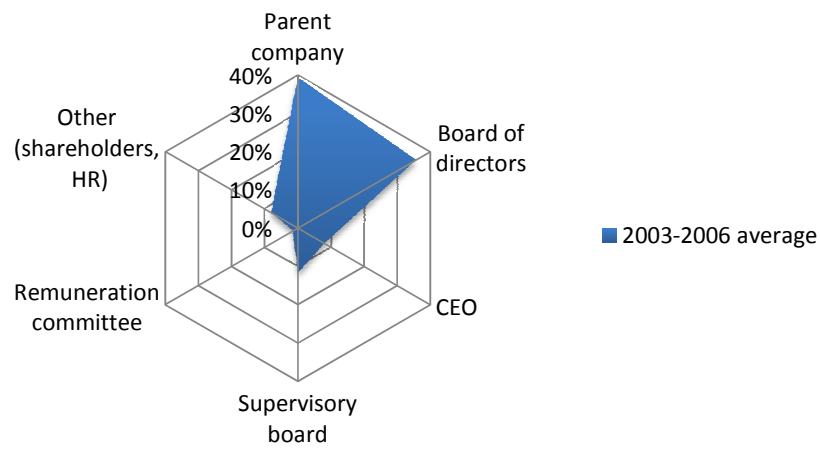 Parent
company
40%
30%
20%
10%
0%
Board of
directors
CEO
Supervisory
board
Remuneration
committee
Other
(shareholders,
HR)
2003-2006 average